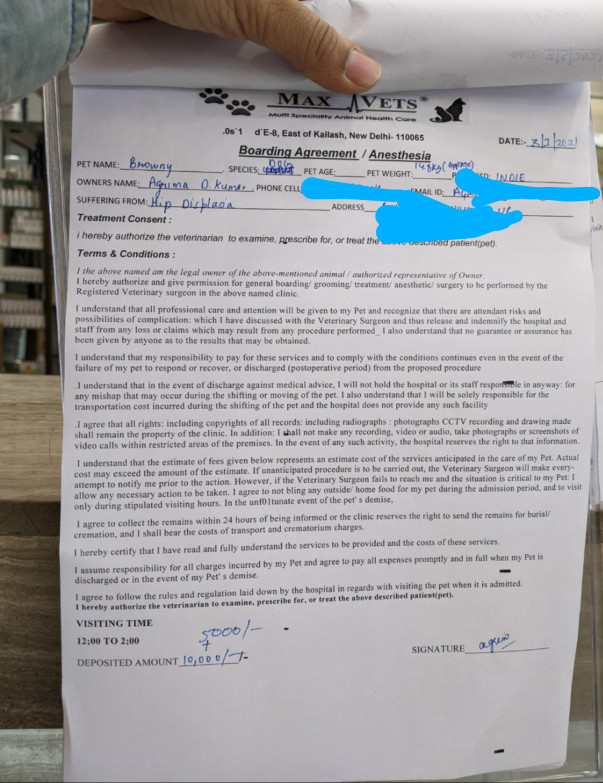 MAX VETS
Multi Speciality Animal Health Care
.0s`1 d`E-8, East of Kailash, New Delhi- 110065
DATE:- 3/7/2021
Boarding Agreement / Anesthesia
PET NAME: Browny SPECIES: DOG PET AGE: PET WEIGHT: 14.8kg (approx) ED: INDIE
OWNERS NAME: Agrima O. Kumar PHONE CELL EMAIL ID:
SUFFERING FROM: Hip Displasia ADDRESS
Treatment Consent :
i hereby authorize the veterinarian to examine, prescribe for, or treat the above described patient(pet).
Terms & Conditions :
I the above named am the legal owner of the above-mentioned animal / authorized representative of Owner.
I hereby authorize and give permission for general boarding/ grooming/ treatment/ anesthetic/ surgery to be performed by the
Registered Veterinary surgeon in the above named clinic.
I understand that all professional care and attention will be given to my Pet and recognize that there are attendant risks and
possibilities of complication: which I have discussed with the Veterinary Surgeon and thus release and indemnify the hospital and
staff from any loss or claims which may result from any procedure performed_ I also understand that no guarantee or assurance has
been given by anyone as to the results that may be obtained.
I understand that my responsibility to pay for these services and to comply with the conditions continues even in the event of the
failure of my pet to respond or recover, or discharged (postoperative period) from the proposed procedure
.I understand that in the event of discharge against medical advice, I will not hold the hospital or its staff responsible in anyway: for
any mishap that may occur during the shifting or moving of the pet. I also understand that I will be solely responsible for the
transportation cost incurred during the shifting of the pet and the hospital does not provide any such facility
.I agree that all rights: including copyrights of all records: including radiographs : photographs CCTV recording and drawing made
shall remain the property of the clinic. In addition: I shall not make any recording, video or audio, take photographs or screenshots of
video calls within restricted areas of the premises. In the event of any such activity, the hospital reserves the right to that information.
I understand that the estimate of fees given below represents an estimate cost of the services anticipated in the care of my Pet. Actual
cost may exceed the amount of the estimate. If unanticipated procedure is to be carried out, the Veterinary Surgeon will make every-
attempt to notify me prior to the action. However, if the Veterinary Surgeon fails to reach me and the situation is critical to my Pet: I
allow any necessary action to be taken. I agree to not bling any outside/ home food for my pet during the admission period, and to visit
only during stipulated visiting hours. In the unf01tunate event of the pet' s demise,
I agree to collect the remains within 24 hours of being informed or the clinic reserves the right to send the remains for burial/
cremation, and I shall bear the costs of transport and crematorium charges.
I hereby certify that I have read and fully understand the services to be provided and the costs of these services.
I assume responsibility for all charges incurred by my Pet and agree to pay all expenses promptly and in full when my Pet is
discharged or in the event of my Pet' s demise.
I agree to follow the rules and regulation laid down by the hospital in regards with visiting the pet when it is admitted.
I hereby authorize the veterinarian to examine, prescribe for, or treat the above described patient(pet).
VISITING TIME
12;00 TO 2;00 5000/-
+
DEPOSITED AMOUNT 10,000/-
SIGNATURE agrima